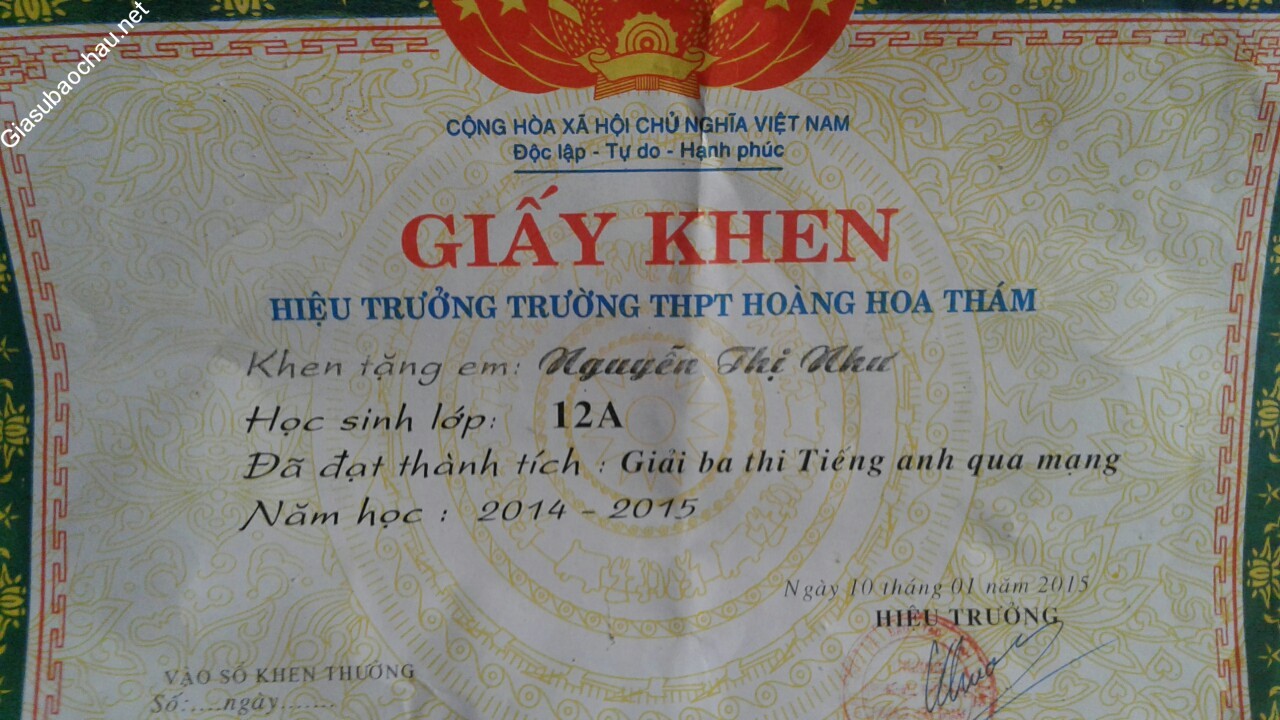 Giasubaochau.net
CỘNG HÒA XÃ HỘI CHỦ NGHĨA VIỆT NAM
Độc lập - Tự do - Hạnh phúc
GIẤY KHEN
HIỆU TRƯỞNG TRƯỜNG THPT HOÀNG HOA THÁM
Khen tặng em: Nguyễn Thị Như
Học sinh lớp: 12A
Đã đạt thành tích : Giải ba thi Tiếng anh qua mạng
Năm học : 2014 - 2015
Ngày 10 tháng 01 năm 2015
HIỆU TRƯỞNG
VÀO SỔ KHEN THƯỞNG
Số:.....ngày.......